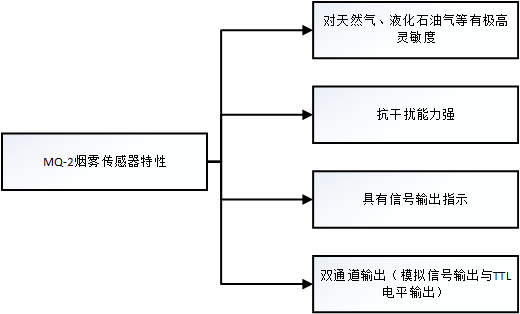 对天然气、液化石油气等有极高
灵敏度
抗干扰能力强
MQ-2烟雾传感器特性
具有信号输出指示
双通道输出（模拟信号输出与TTL
电平输出）